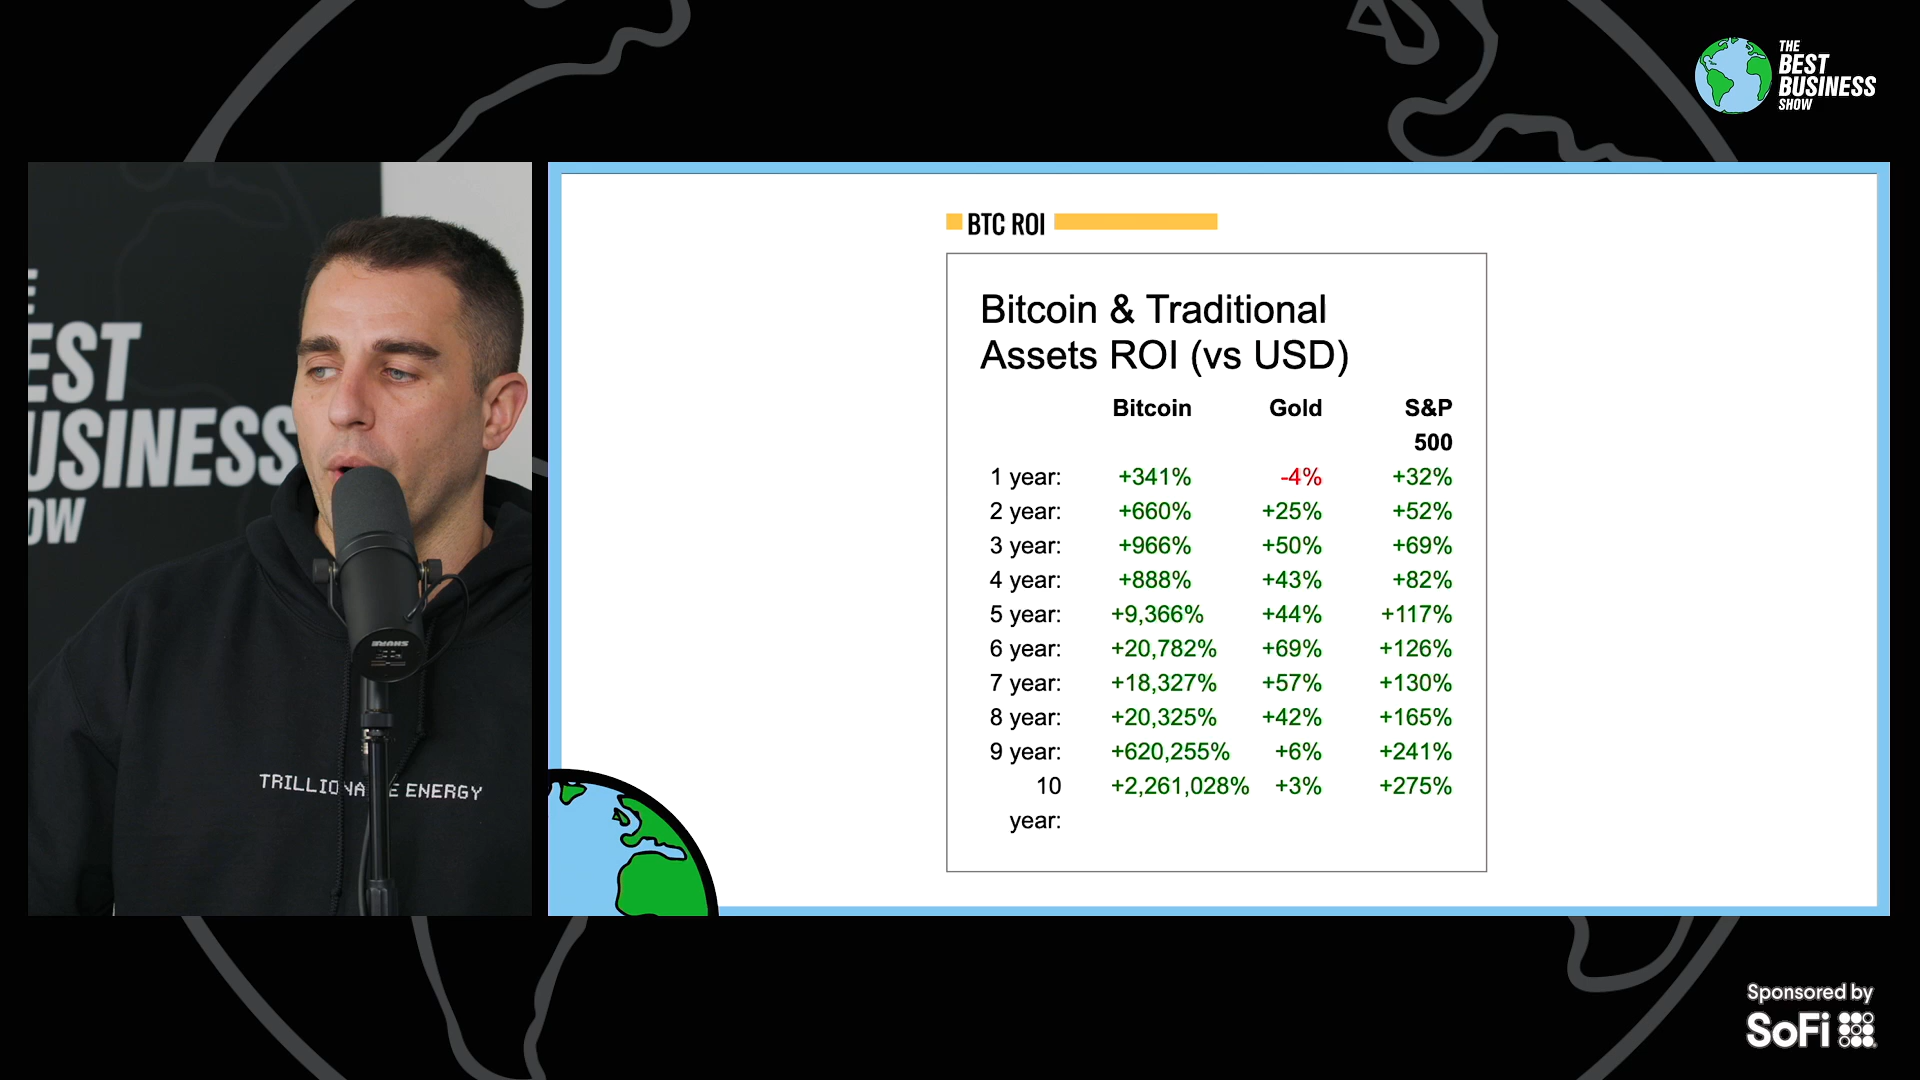 THE
BEST
BUSINESS
SHOW
E
EST
USINESS
OW
SHURE
TRILLIONA E ENERGY
BTC ROI
Bitcoin & Traditional
Assets ROI (vs USD)
Bitcoin Gold S&P
500
1 year: +341% -4% +32%
2 year: +660% +25% +52%
3 year: +966% +50% +69%
4 year: +888% +43% +82%
5 year: +9,366% +44% +117%
6 year: +20,782% +69% +126%
7 year: +18,327% +57% +130%
8 year: +20,325% +42% +165%
9 year: +620,255% +6% +241%
10 +2,261,028% +3% +275%
year:
Sponsored by
SoFi